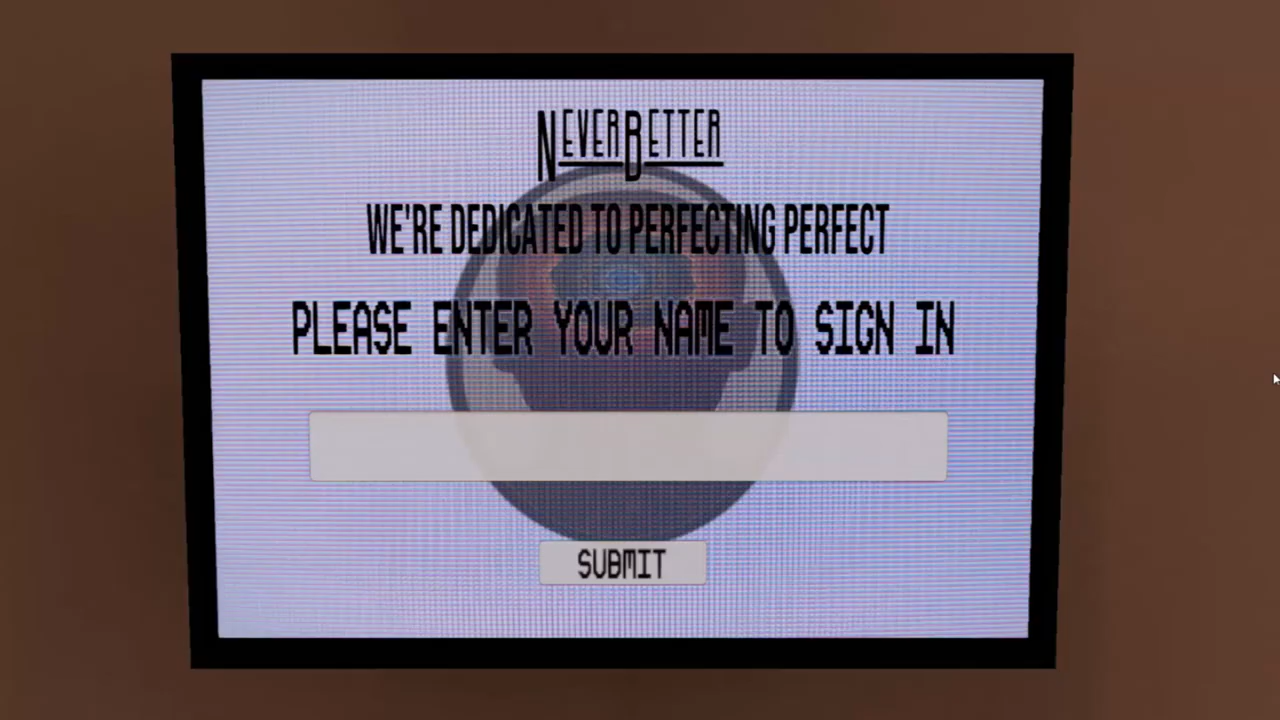 NEVERBETTER
WE'RE DEDICATED TO PERFECTING PERFECT
PLEASE ENTER YOUR NAME TO SIGN IN
SUBMIT